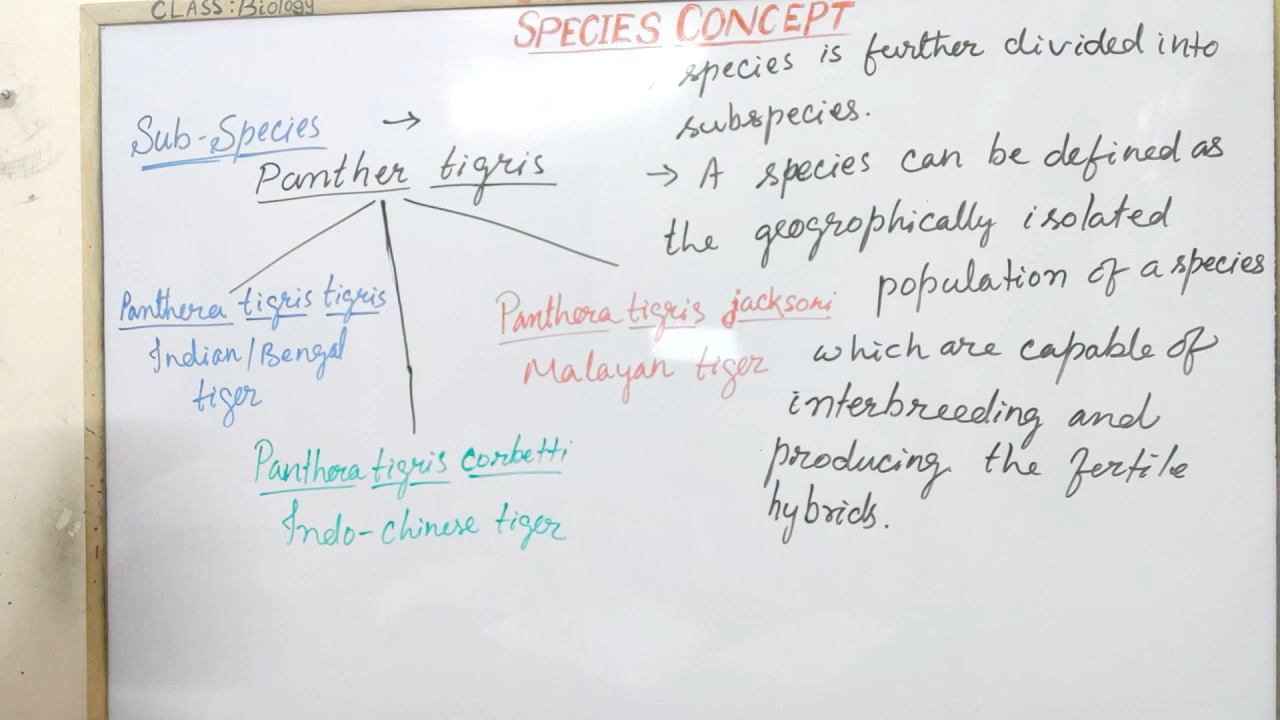 CLASS: Biology
SPECIES CONCEPT
Sub-Species →
species is further divided into
subspecies.
Panther tigris
→ A species can be defined as
the geogrophically isolated
population of a species
which are capable of
interbreeding and
producing the fertile
hybrids.
Panthera tigris tigris
Indian/Bengal
tiger
Panthera tigris jacksoni
Malayan tiger
Panthera tigris corbetti
Indo-chinese tiger